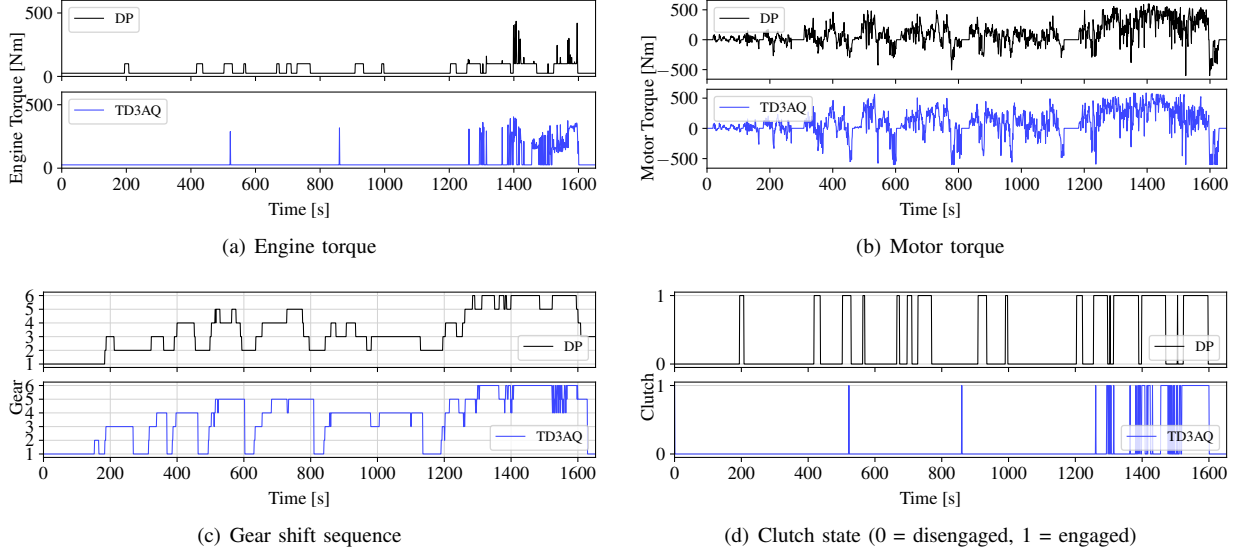 Engine Torque [Nm]
500
0
DP
500
0
TD3AQ
0 200 400 600 800 1000 1200 1400 1600
Time [s]
(a) Engine torque
Motor Torque [Nm]
500
0
−500
DP
500
0
−500
TD3AQ
0 200 400 600 800 1000 1200 1400 1600
Time [s]
(b) Motor torque
Gear
6
5
4
3
2
1
DP
6
5
4
3
2
1
TD3AQ
0 200 400 600 800 1000 1200 1400 1600
Time [s]
(c) Gear shift sequence
Clutch
1
0
DP
1
0
TD3AQ
0 200 400 600 800 1000 1200 1400 1600
Time [s]
(d) Clutch state (0 = disengaged, 1 = engaged)